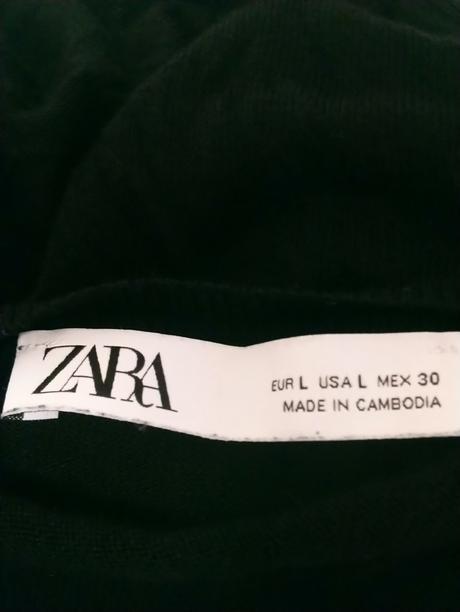 ZARA
EUR L USA L MEX 30
MADE IN CAMBODIA